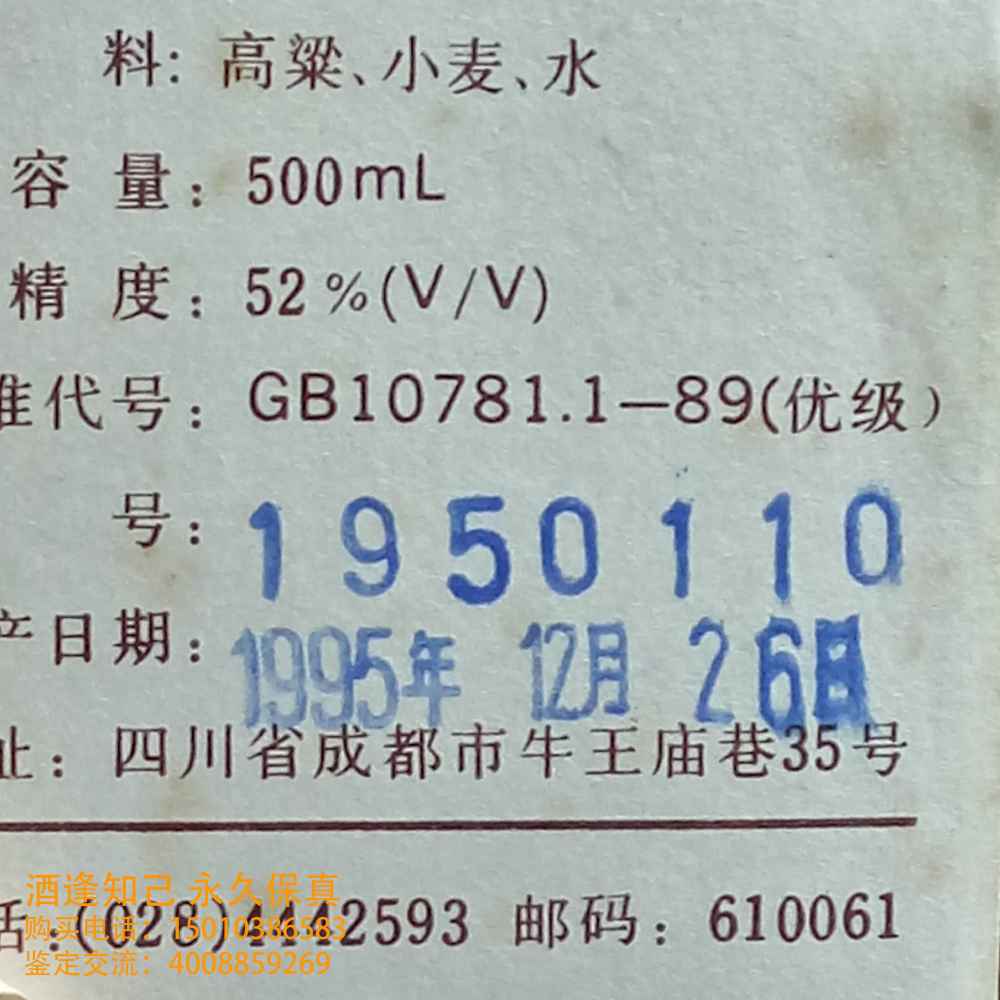 料: 高粱、小麦、水
容 量: 500mL
精 度: 52%(V/V)
准代号: GB10781.1—89(优级)
号: 1950110
产日期: 1995年 12月 26日
址: 四川省成都市牛王庙巷35号
酒逢知己 永久保真
话:(028)4442593 邮码: 610061
购买电话: 15010386583
鉴定交流: 4008859269